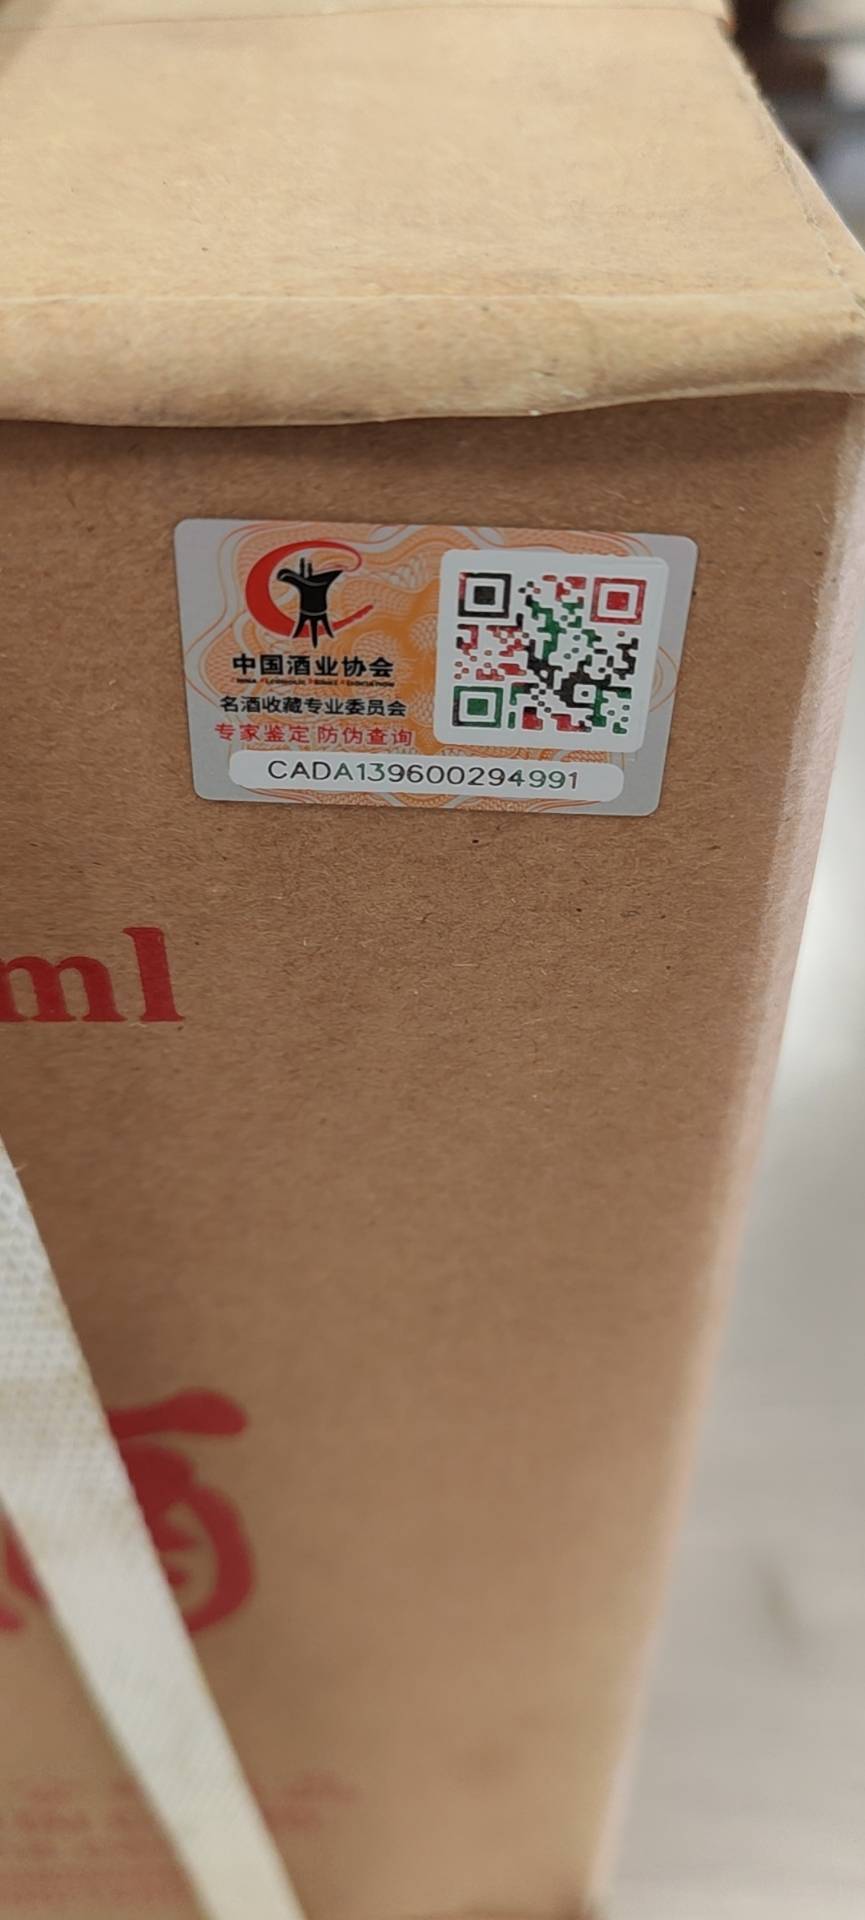 中国酒业协会
名酒收藏专业委员会
专家鉴定 防伪查询
CADA139600294991
ml
酒